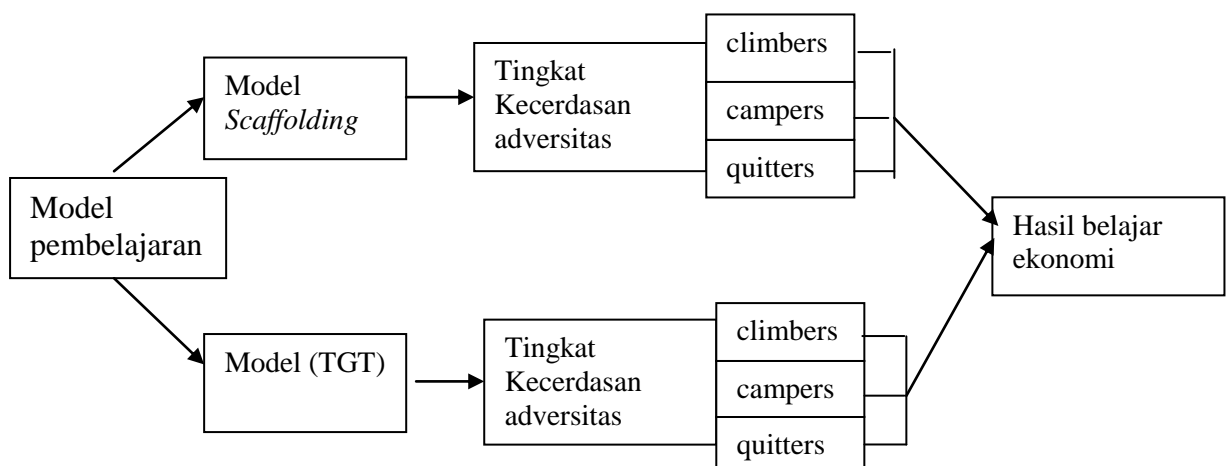 Model
pembelajaran
Model
Scaffolding
Tingkat
Kecerdasan
adversitas
climbers
campers
quitters
Model (TGT)
Tingkat
Kecerdasan
adversitas
climbers
campers
quitters
Hasil belajar
ekonomi